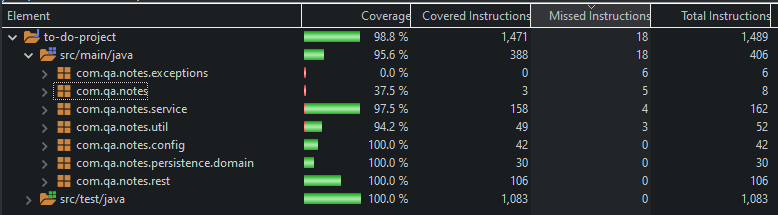 Element Coverage Covered Instructions Missed Instructions Total Instructions
to-do-project 98.8 % 1,471 18 1,489
src/main/java 95.6 % 388 18 406
com.qa.notes.exceptions 0.0 % 0 6 6
com.qa.notes 37.5 % 3 5 8
com.qa.notes.service 97.5 % 158 4 162
com.qa.notes.util 94.2 % 49 3 52
com.qa.notes.config 100.0 % 42 0 42
com.qa.notes.persistence.domain 100.0 % 30 0 30
com.qa.notes.rest 100.0 % 106 0 106
src/test/java 100.0 % 1,083 0 1,083